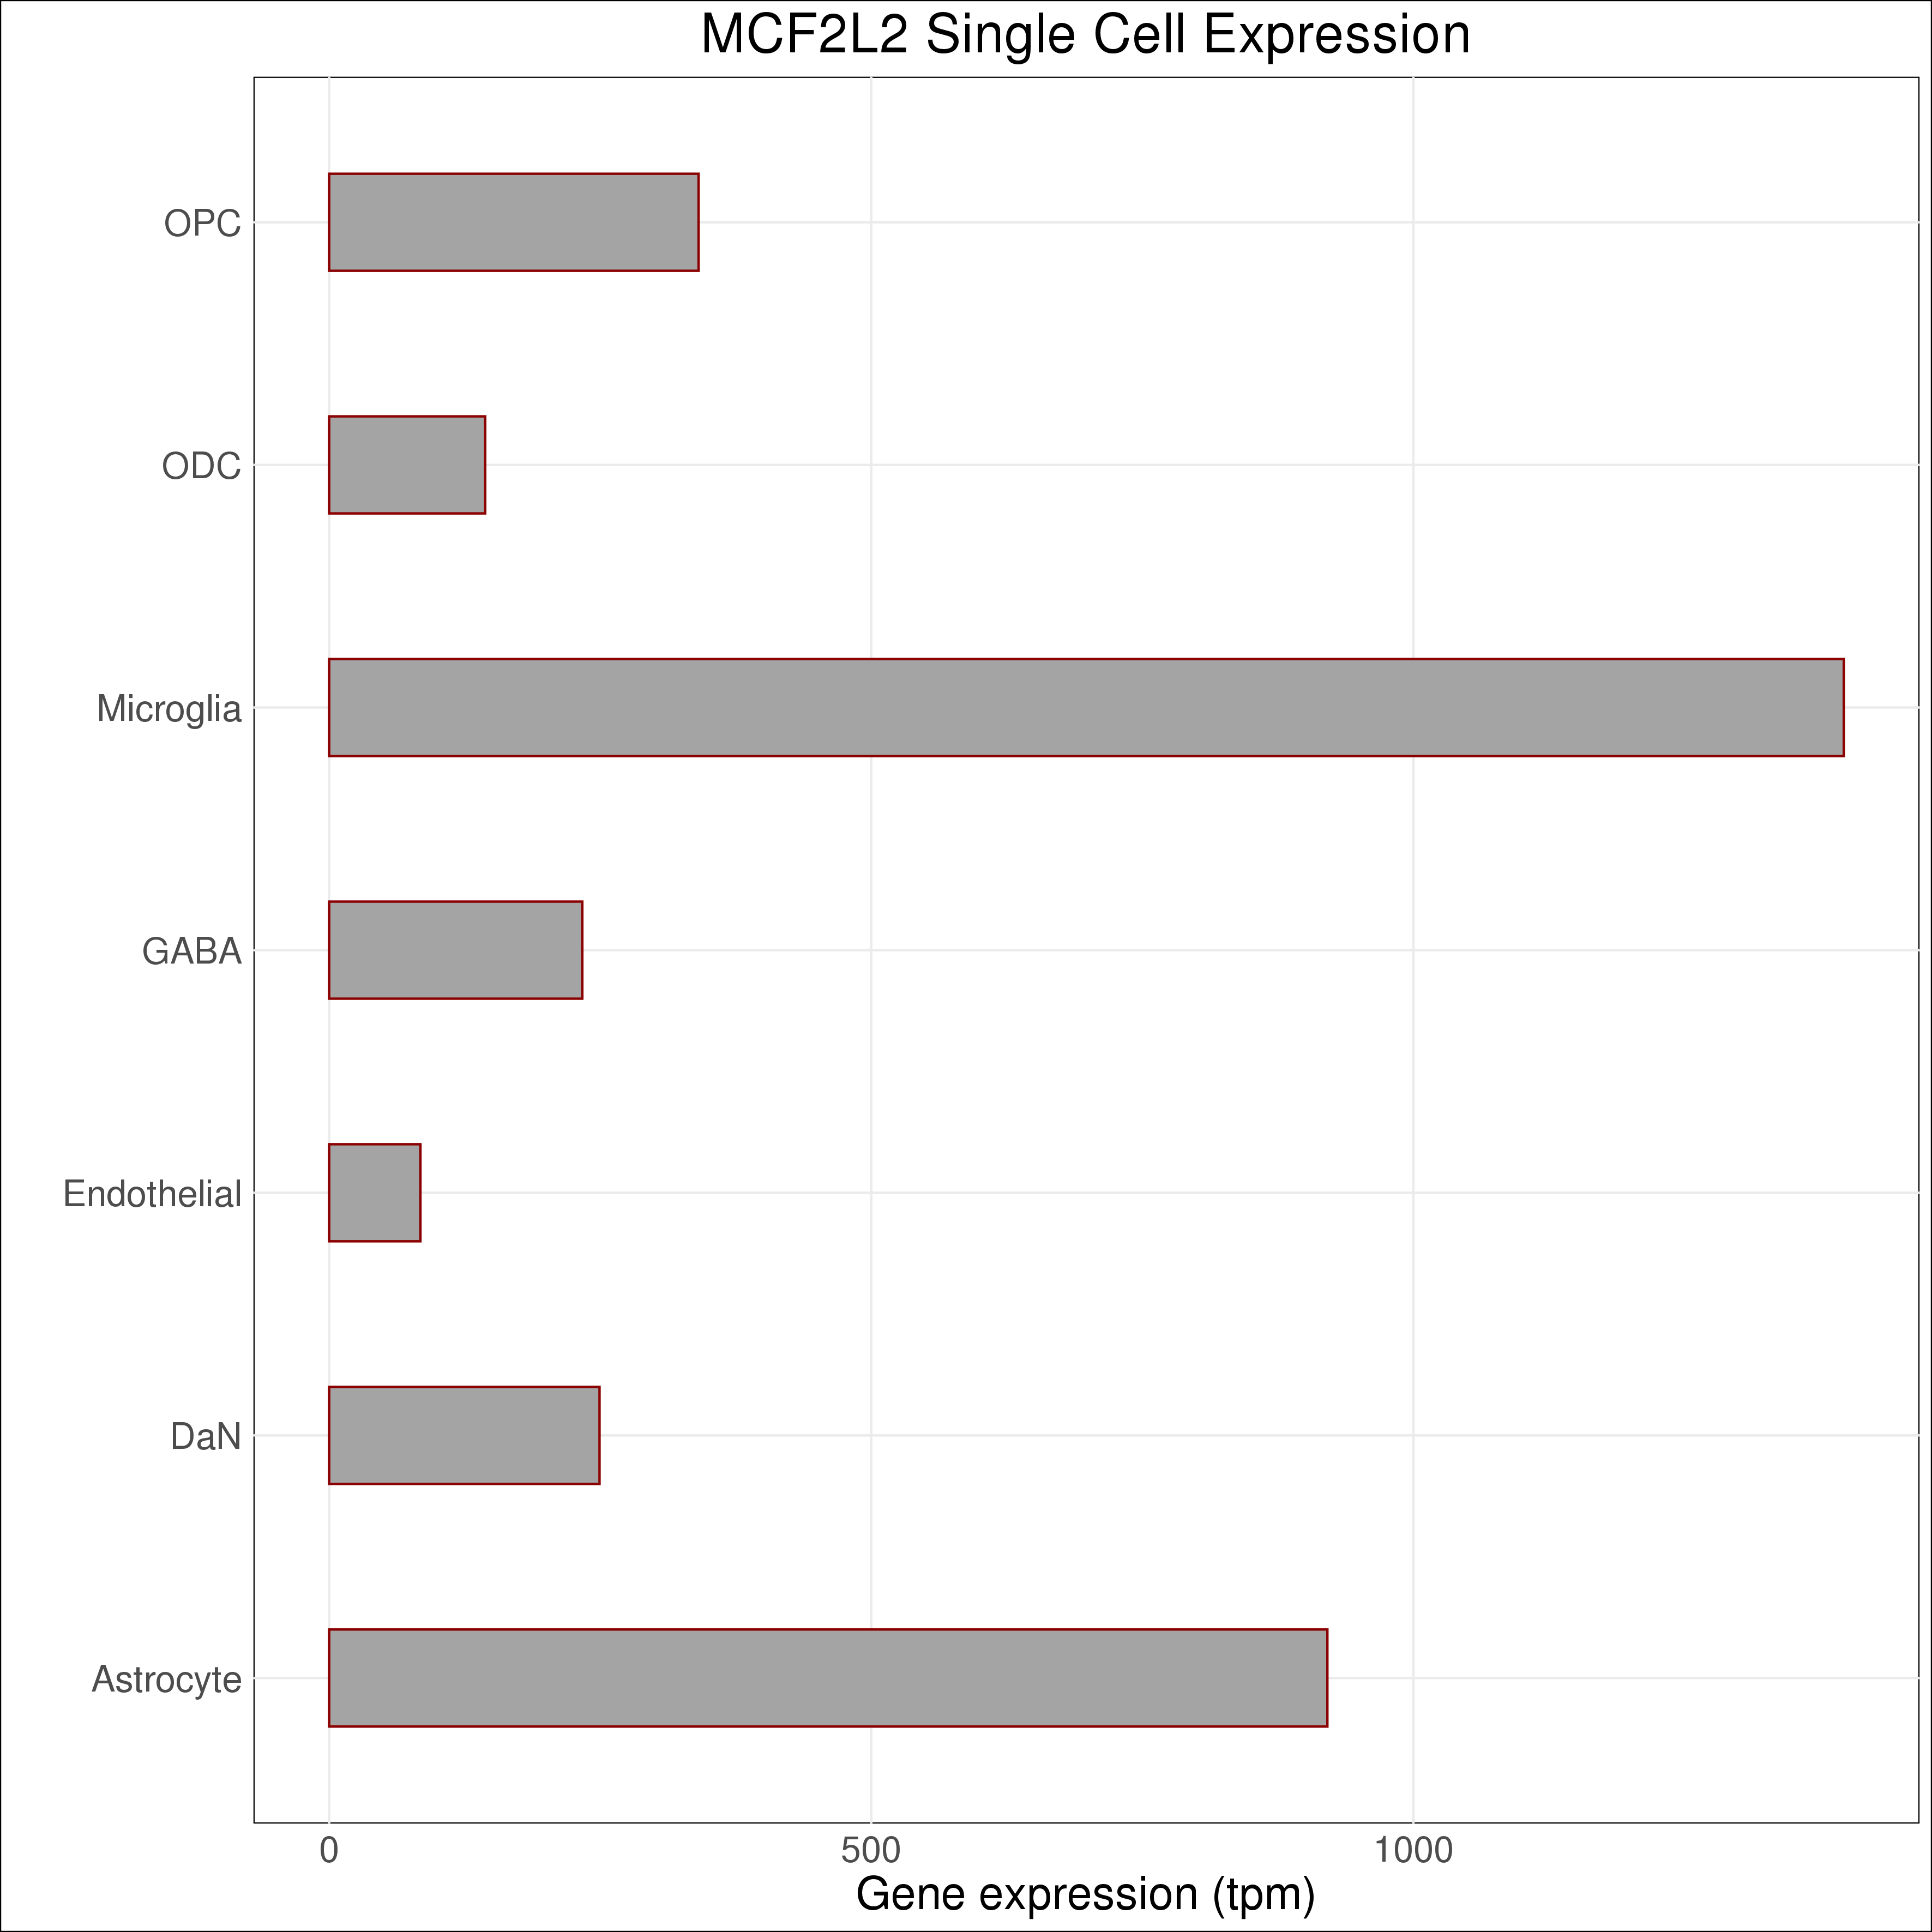 MCF2L2 Single Cell Expression
OPC
ODC
Microglia
GABA
Endothelial
DaN
Astrocyte
0 500 1000
Gene expression (tpm)